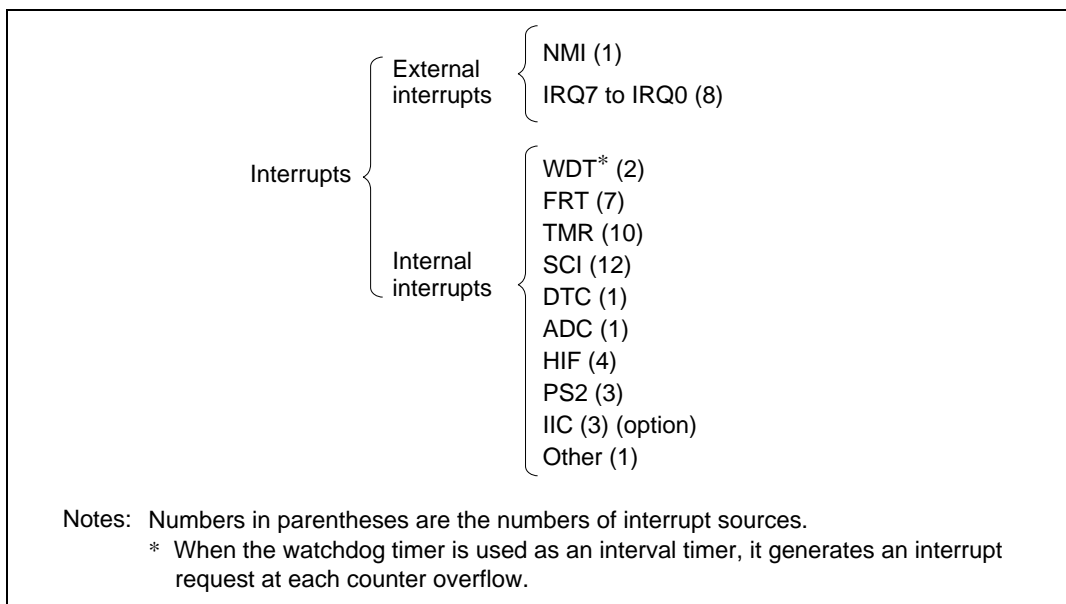 Interrupts
External
interrupts
NMI (1)
IRQ7 to IRQ0 (8)
Internal
interrupts
WDT* (2)
FRT (7)
TMR (10)
SCI (12)
DTC (1)
ADC (1)
HIF (4)
PS2 (3)
IIC (3) (option)
Other (1)
Notes: Numbers in parentheses are the numbers of interrupt sources.
* When the watchdog timer is used as an interval timer, it generates an interrupt
request at each counter overflow.